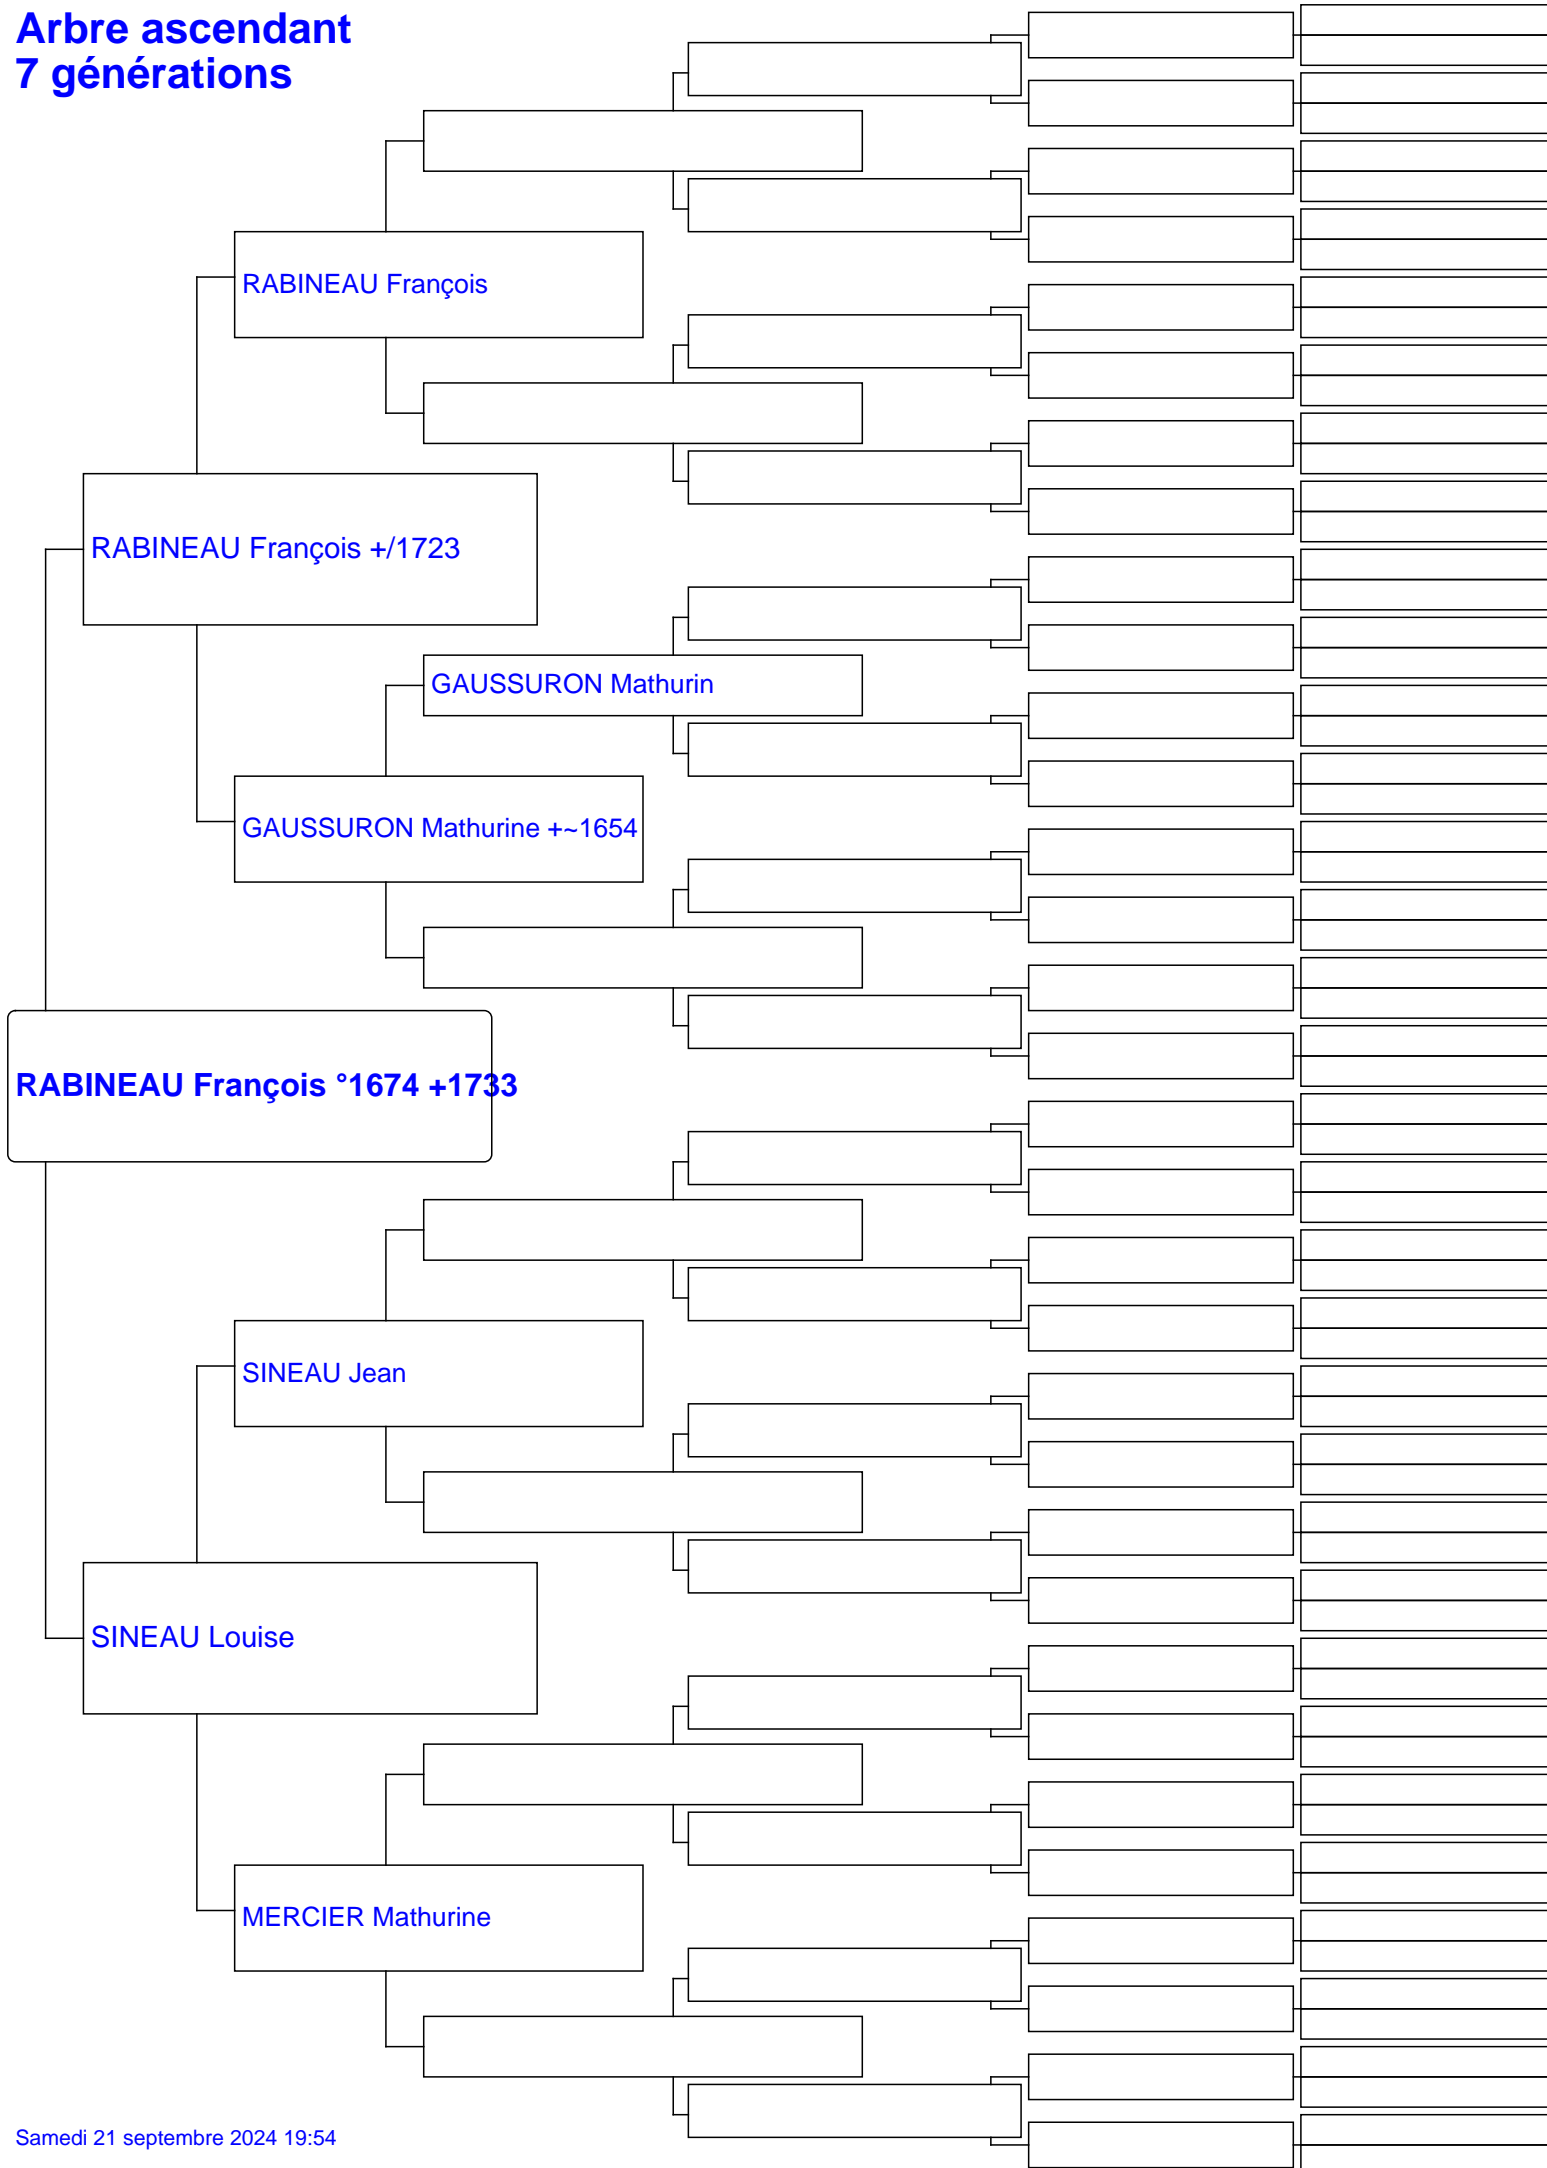 Arbre ascendant
7 générations
RABINEAU François
RABINEAU François +/1723
GAUSSURON Mathurin
GAUSSURON Mathurine +~1654
RABINEAU François °1674 +1733
SINEAU Jean
SINEAU Louise
MERCIER Mathurine
Samedi 21 septembre 2024 19:54